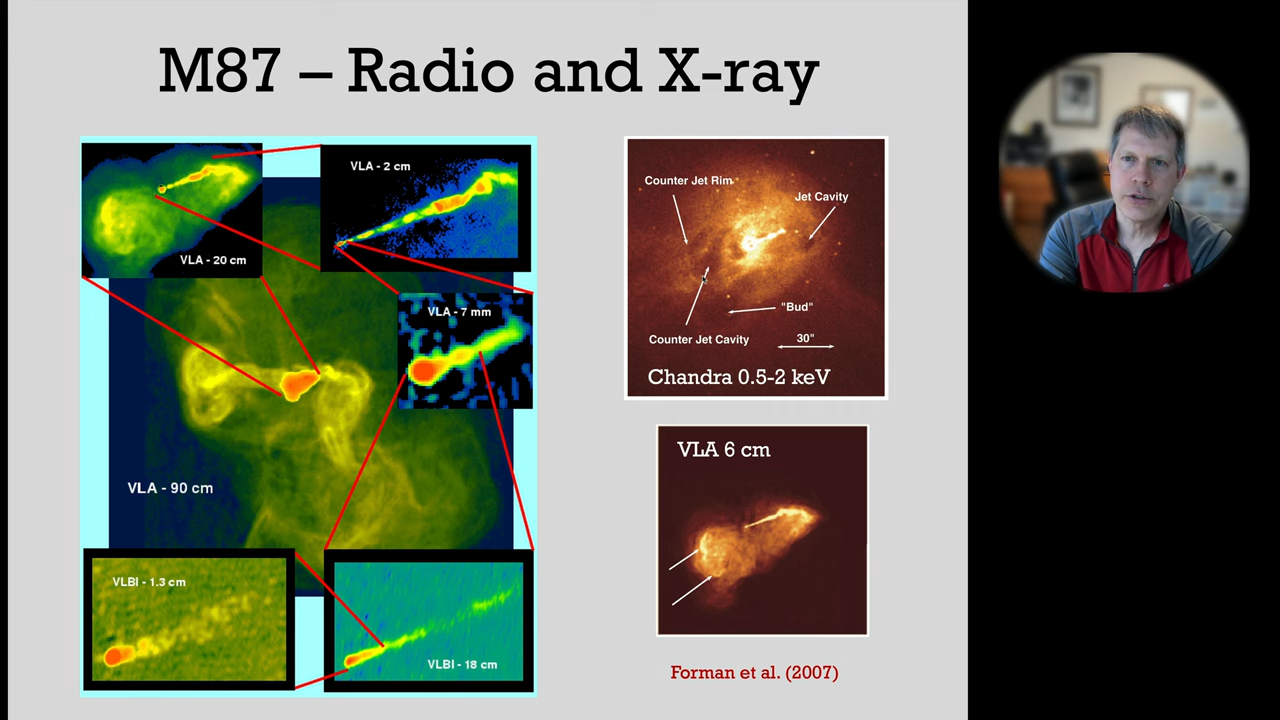 M87 – Radio and X-ray
VLA - 20 cm
VLA - 2 cm
VLA - 7 mm
VLA - 90 cm
VLBI - 1.3 cm
VLBI - 18 cm
Counter Jet Rim
Jet Cavity
"Bud"
Counter Jet Cavity
30"
Chandra 0.5-2 keV
VLA 6 cm
Forman et al. (2007)